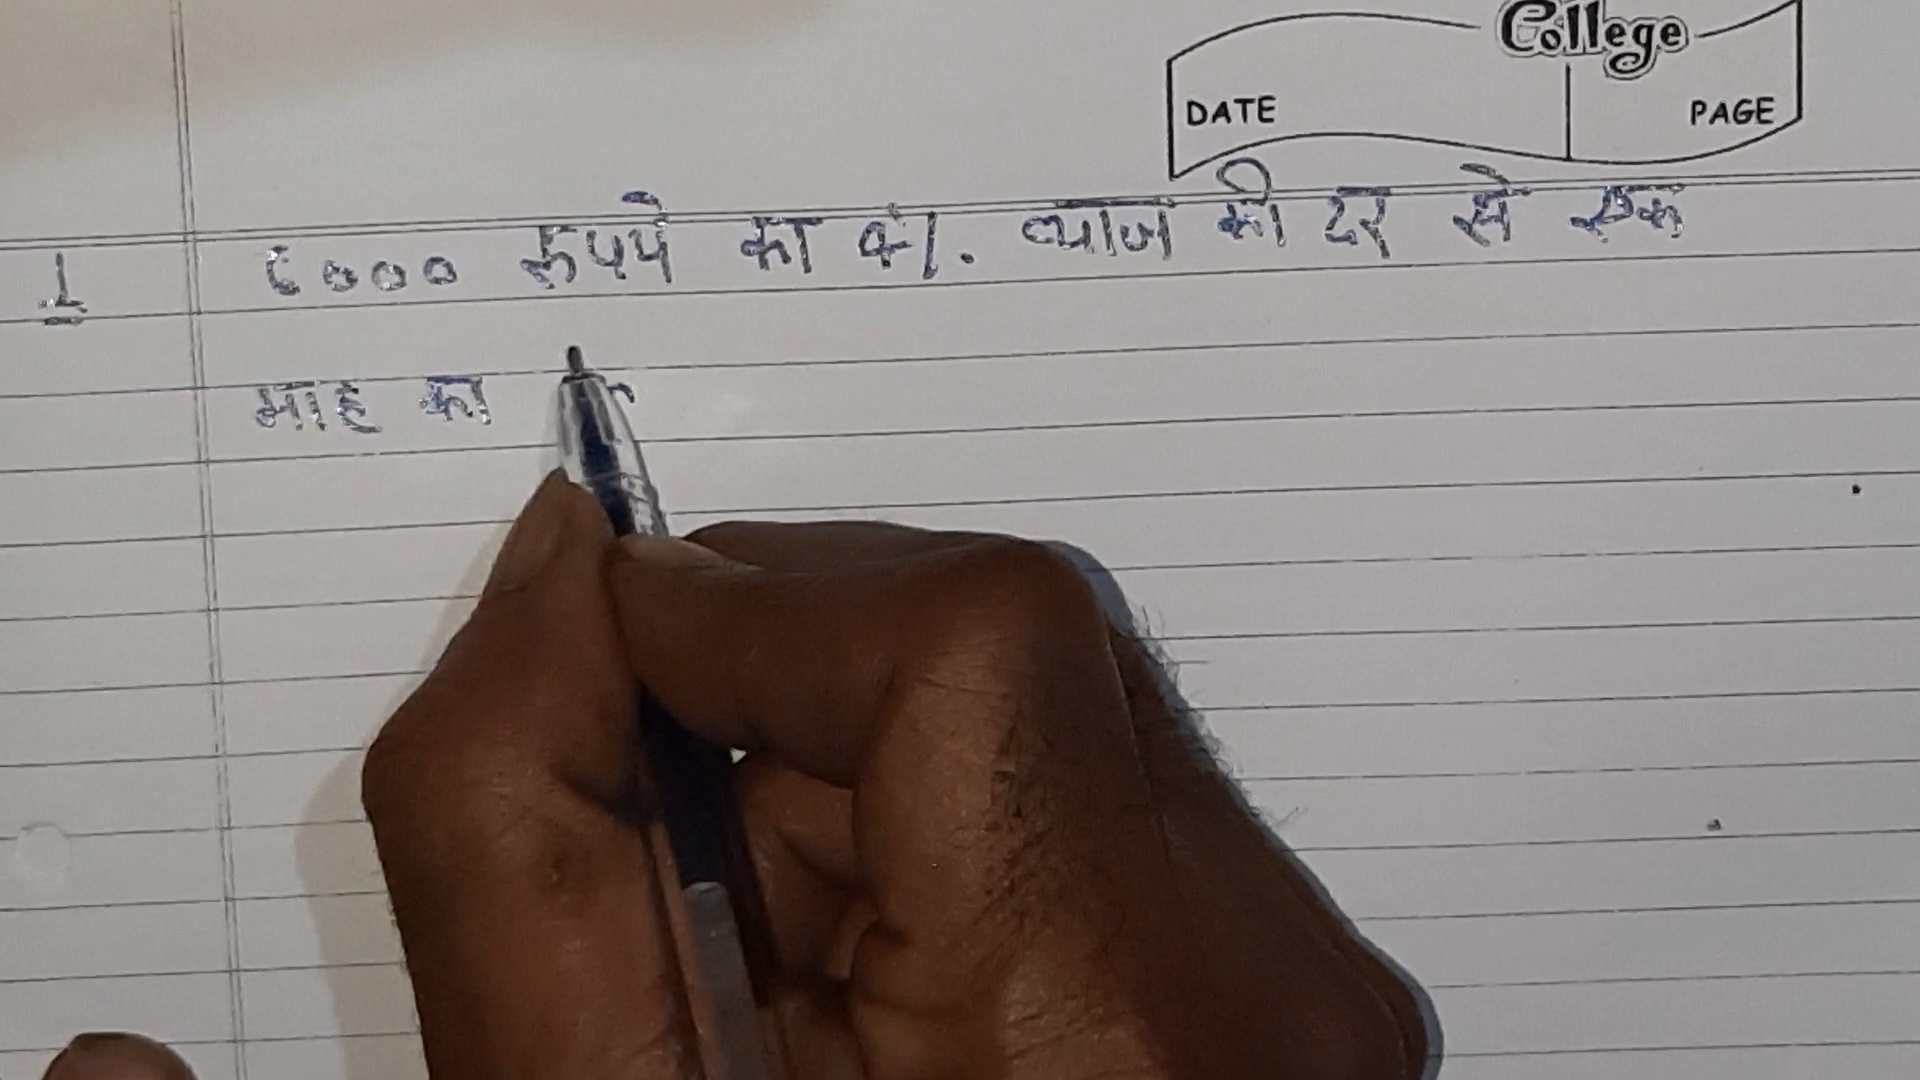 College
DATE PAGE
1 6000 रूपये का 4%. ब्याज की दर से एक
माह का